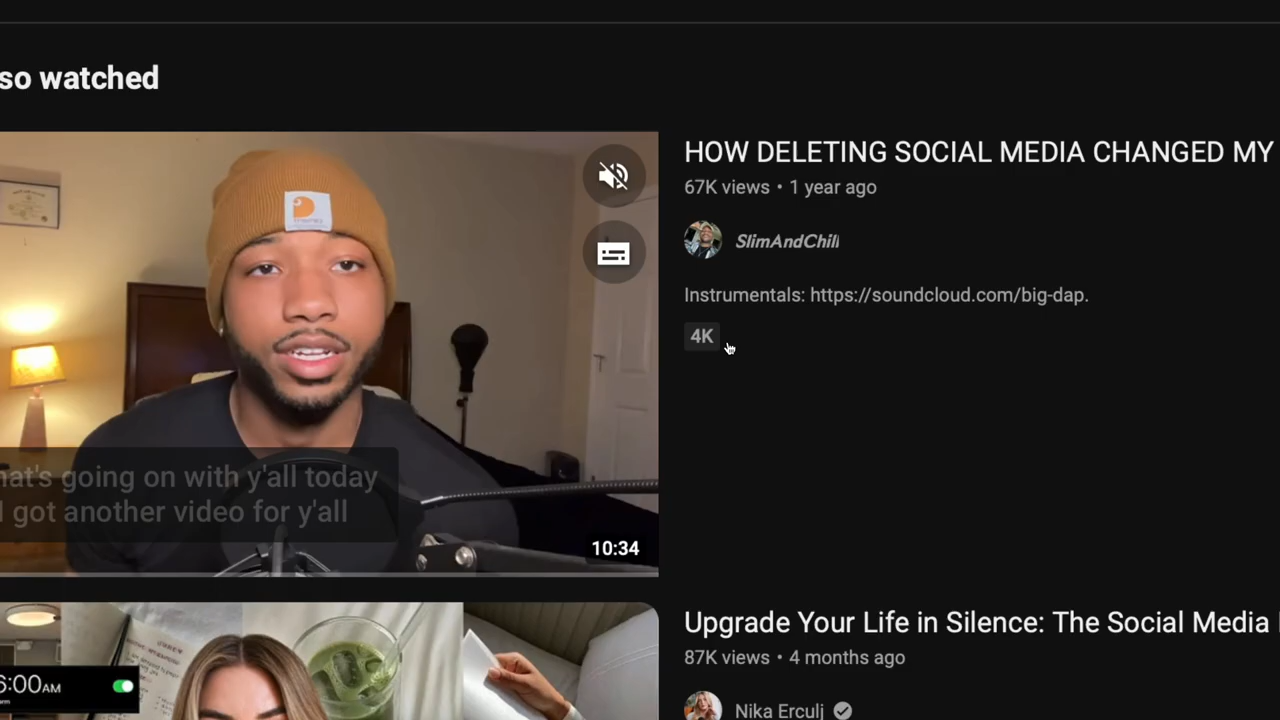 so watched
HOW DELETING SOCIAL MEDIA CHANGED MY
67K views • 1 year ago
SlimAndChill
Instrumentals: https://soundcloud.com/big-dap.
4K
hat's going on with y'all today
I got another video for y'all
10:34
Upgrade Your Life in Silence: The Social Media
87K views • 4 months ago
6:00AM
Nika Erculj